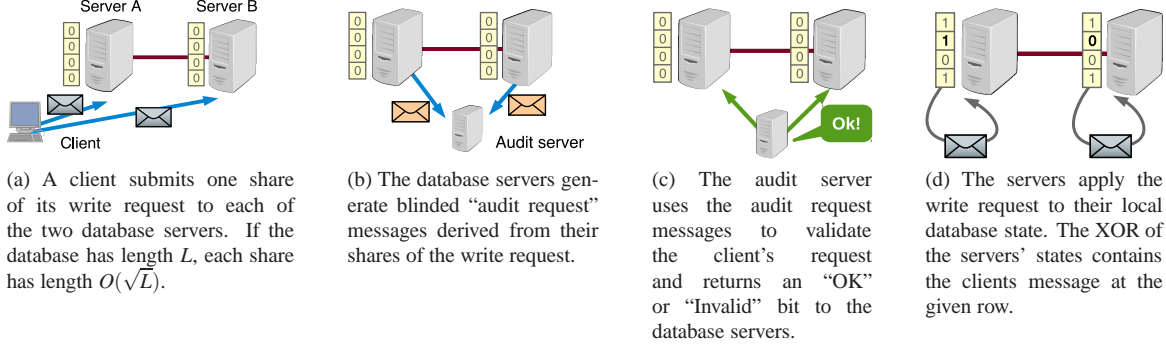 Server A
Server B
0
0
0
0
0
0
0
0
Client
(a) A client submits one share
of its write request to each of
the two database servers. If the
database has length L, each share
has length O(√L).
0
0
0
0
0
0
0
0
Audit server
(b) The database servers gen-
erate blinded “audit request”
messages derived from their
shares of the write request.
0
0
0
0
0
0
0
0
Ok!
(c) The audit server
uses the audit request
messages to validate
the client’s request
and returns an “OK”
or “Invalid” bit to the
database servers.
1
1
0
1
1
0
0
1
(d) The servers apply the
write request to their local
database state. The XOR of
the servers’ states contains
the clients message at the
given row.